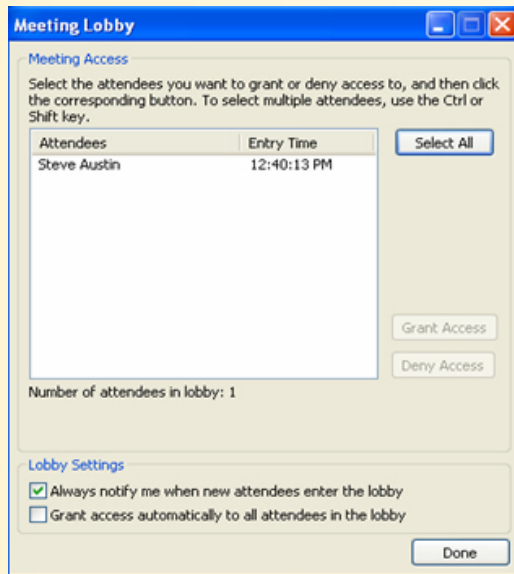 Meeting Lobby
Meeting Access
Select the attendees you want to grant or deny access to, and then click
the corresponding button. To select multiple attendees, use the Ctrl or
Shift key.
Attendees Entry Time
Select All
Steve Austin 12:40:13 PM
Grant Access
Deny Access
Number of attendees in lobby: 1
Lobby Settings
Always notify me when new attendees enter the lobby
Grant access automatically to all attendees in the lobby
Done